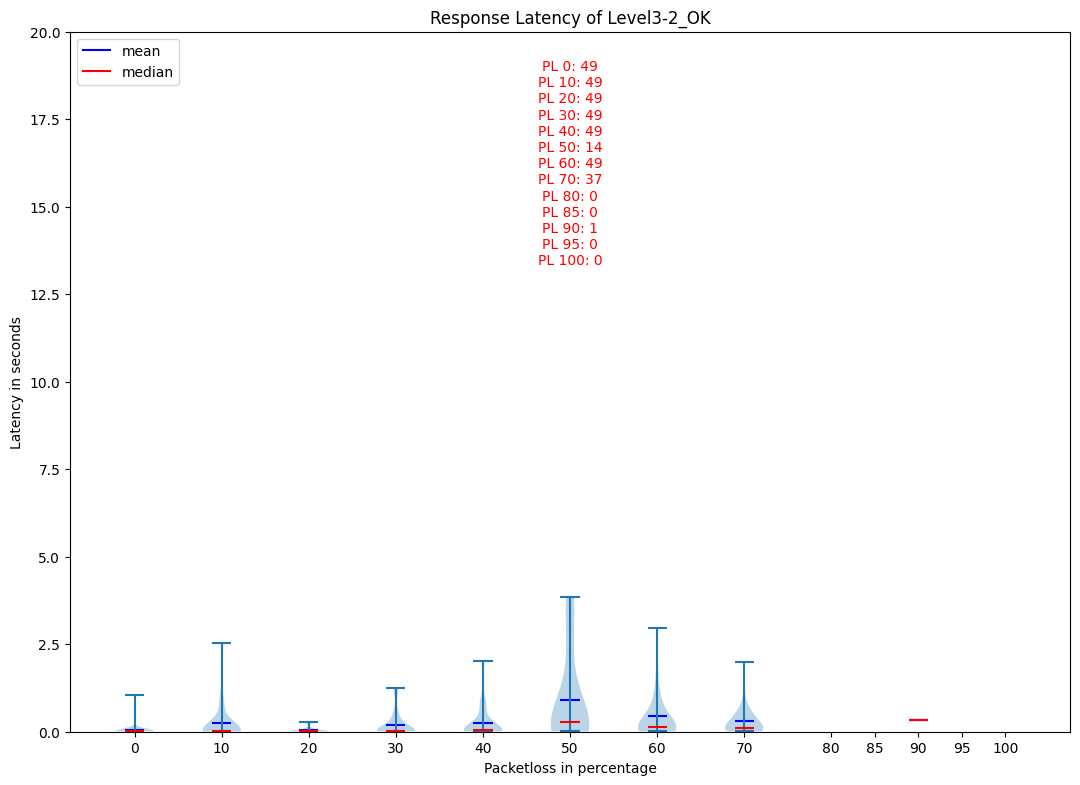 Response Latency of Level3-2_OK
mean
median
PL 0: 49
PL 10: 49
PL 20: 49
PL 30: 49
PL 40: 49
PL 50: 14
PL 60: 49
PL 70: 37
PL 80: 0
PL 85: 0
PL 90: 1
PL 95: 0
PL 100: 0
Latency in seconds
20.0
17.5
15.0
12.5
10.0
7.5
5.0
2.5
0.0
0 10 20 30 40 50 60 70 80 85 90 95 100
Packetloss in percentage